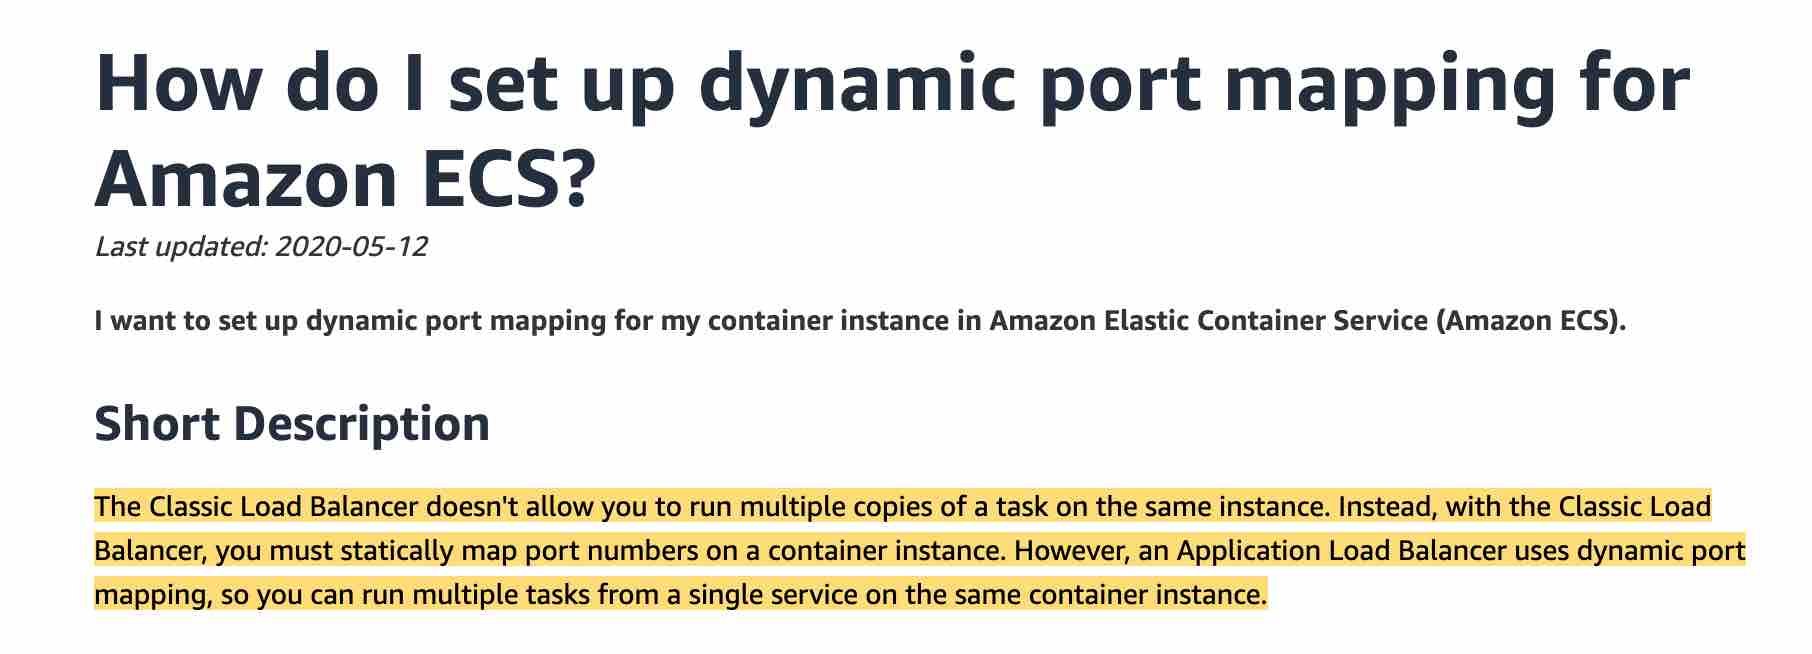 How do I set up dynamic port mapping for
Amazon ECS?
Last updated: 2020-05-12
I want to set up dynamic port mapping for my container instance in Amazon Elastic Container Service (Amazon ECS).
Short Description
The Classic Load Balancer doesn't allow you to run multiple copies of a task on the same instance. Instead, with the Classic Load
Balancer, you must statically map port numbers on a container instance. However, an Application Load Balancer uses dynamic port
mapping, so you can run multiple tasks from a single service on the same container instance.